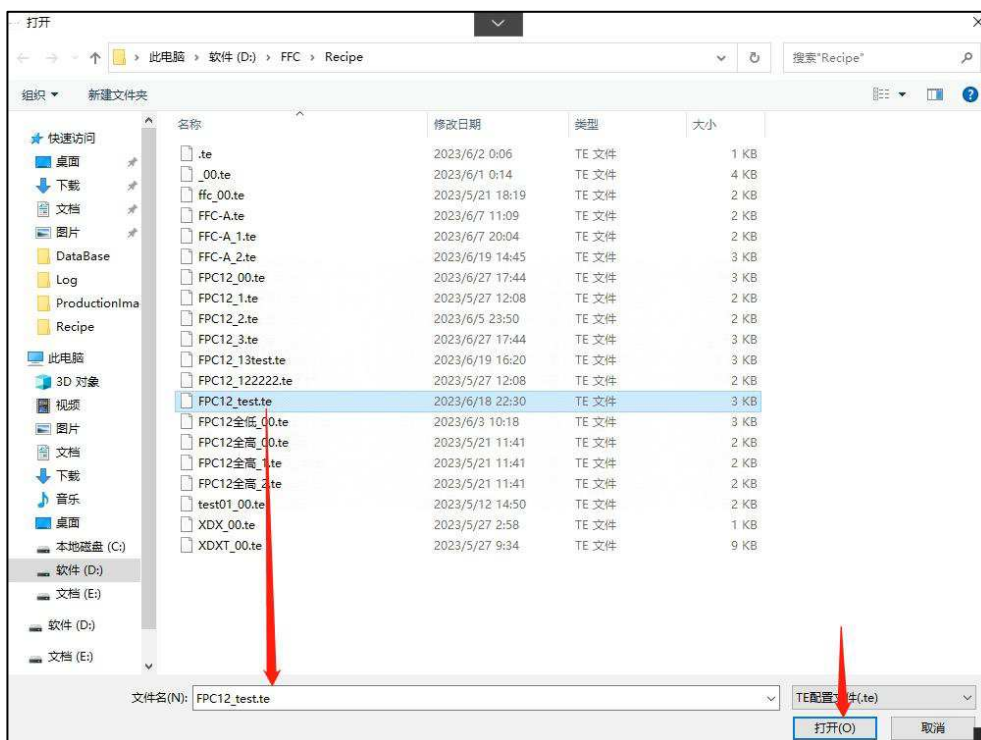 打开
此电脑 › 软件 (D:) › FFC › Recipe
搜索"Recipe"
组织 新建文件夹
快速访问
桌面
下载
文档
图片
DataBase
Log
ProductionIma
Recipe
此电脑
3D 对象
视频
图片
文档
下载
音乐
桌面
本地磁盘 (C:)
软件 (D:)
文档 (E:)
软件 (D:)
文档 (E:)
名称 修改日期 类型 大小
.te 2023/6/2 0:06 TE 文件 1 KB
_00.te 2023/6/1 0:14 TE 文件 4 KB
ffc_00.te 2023/5/21 18:19 TE 文件 2 KB
FFC-A.te 2023/6/7 11:09 TE 文件 2 KB
FFC-A_1.te 2023/6/7 20:04 TE 文件 2 KB
FFC-A_2.te 2023/6/19 14:45 TE 文件 3 KB
FPC12_00.te 2023/6/27 17:44 TE 文件 3 KB
FPC12_1.te 2023/5/27 12:08 TE 文件 2 KB
FPC12_2.te 2023/6/5 23:50 TE 文件 2 KB
FPC12_3.te 2023/6/27 17:44 TE 文件 3 KB
FPC12_13test.te 2023/6/19 16:20 TE 文件 3 KB
FPC12_122222.te 2023/5/27 12:08 TE 文件 2 KB
FPC12_test.te 2023/6/18 22:30 TE 文件 3 KB
FPC12全低_00.te 2023/6/3 10:18 TE 文件 3 KB
FPC12全高_00.te 2023/5/21 11:41 TE 文件 2 KB
FPC12全高_1.te 2023/5/21 11:41 TE 文件 2 KB
FPC12全高_2.te 2023/5/21 11:41 TE 文件 2 KB
test01_00.te 2023/5/12 14:50 TE 文件 2 KB
XDX_00.te 2023/5/27 2:58 TE 文件 1 KB
XDXT_00.te 2023/5/27 9:34 TE 文件 9 KB
文件名(N): FPC12_test.te TE配置文件(.te)
打开(O) 取消